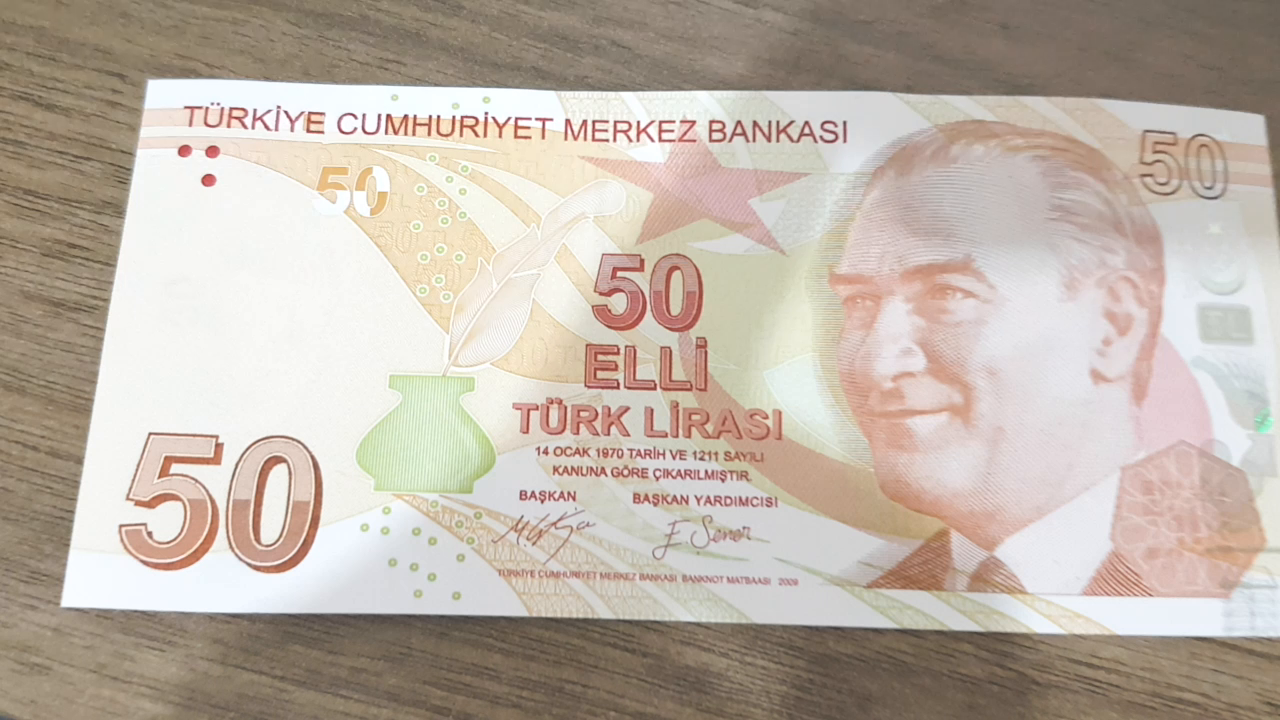 TÜRKİYE CUMHURİYET MERKEZ BANKASI
50
50
50
ELLİ
TÜRK LİRASI
14 OCAK 1970 TARİH VE 1211 SAYILI
KANUNA GÖRE ÇIKARILMIŞTIR.
BAŞKAN BAŞKAN YARDIMCISI
E. Şener
50
TÜRKİYE CUMHURİYET MERKEZ BANKASI BANKNOT MATBAASI 2009
TL